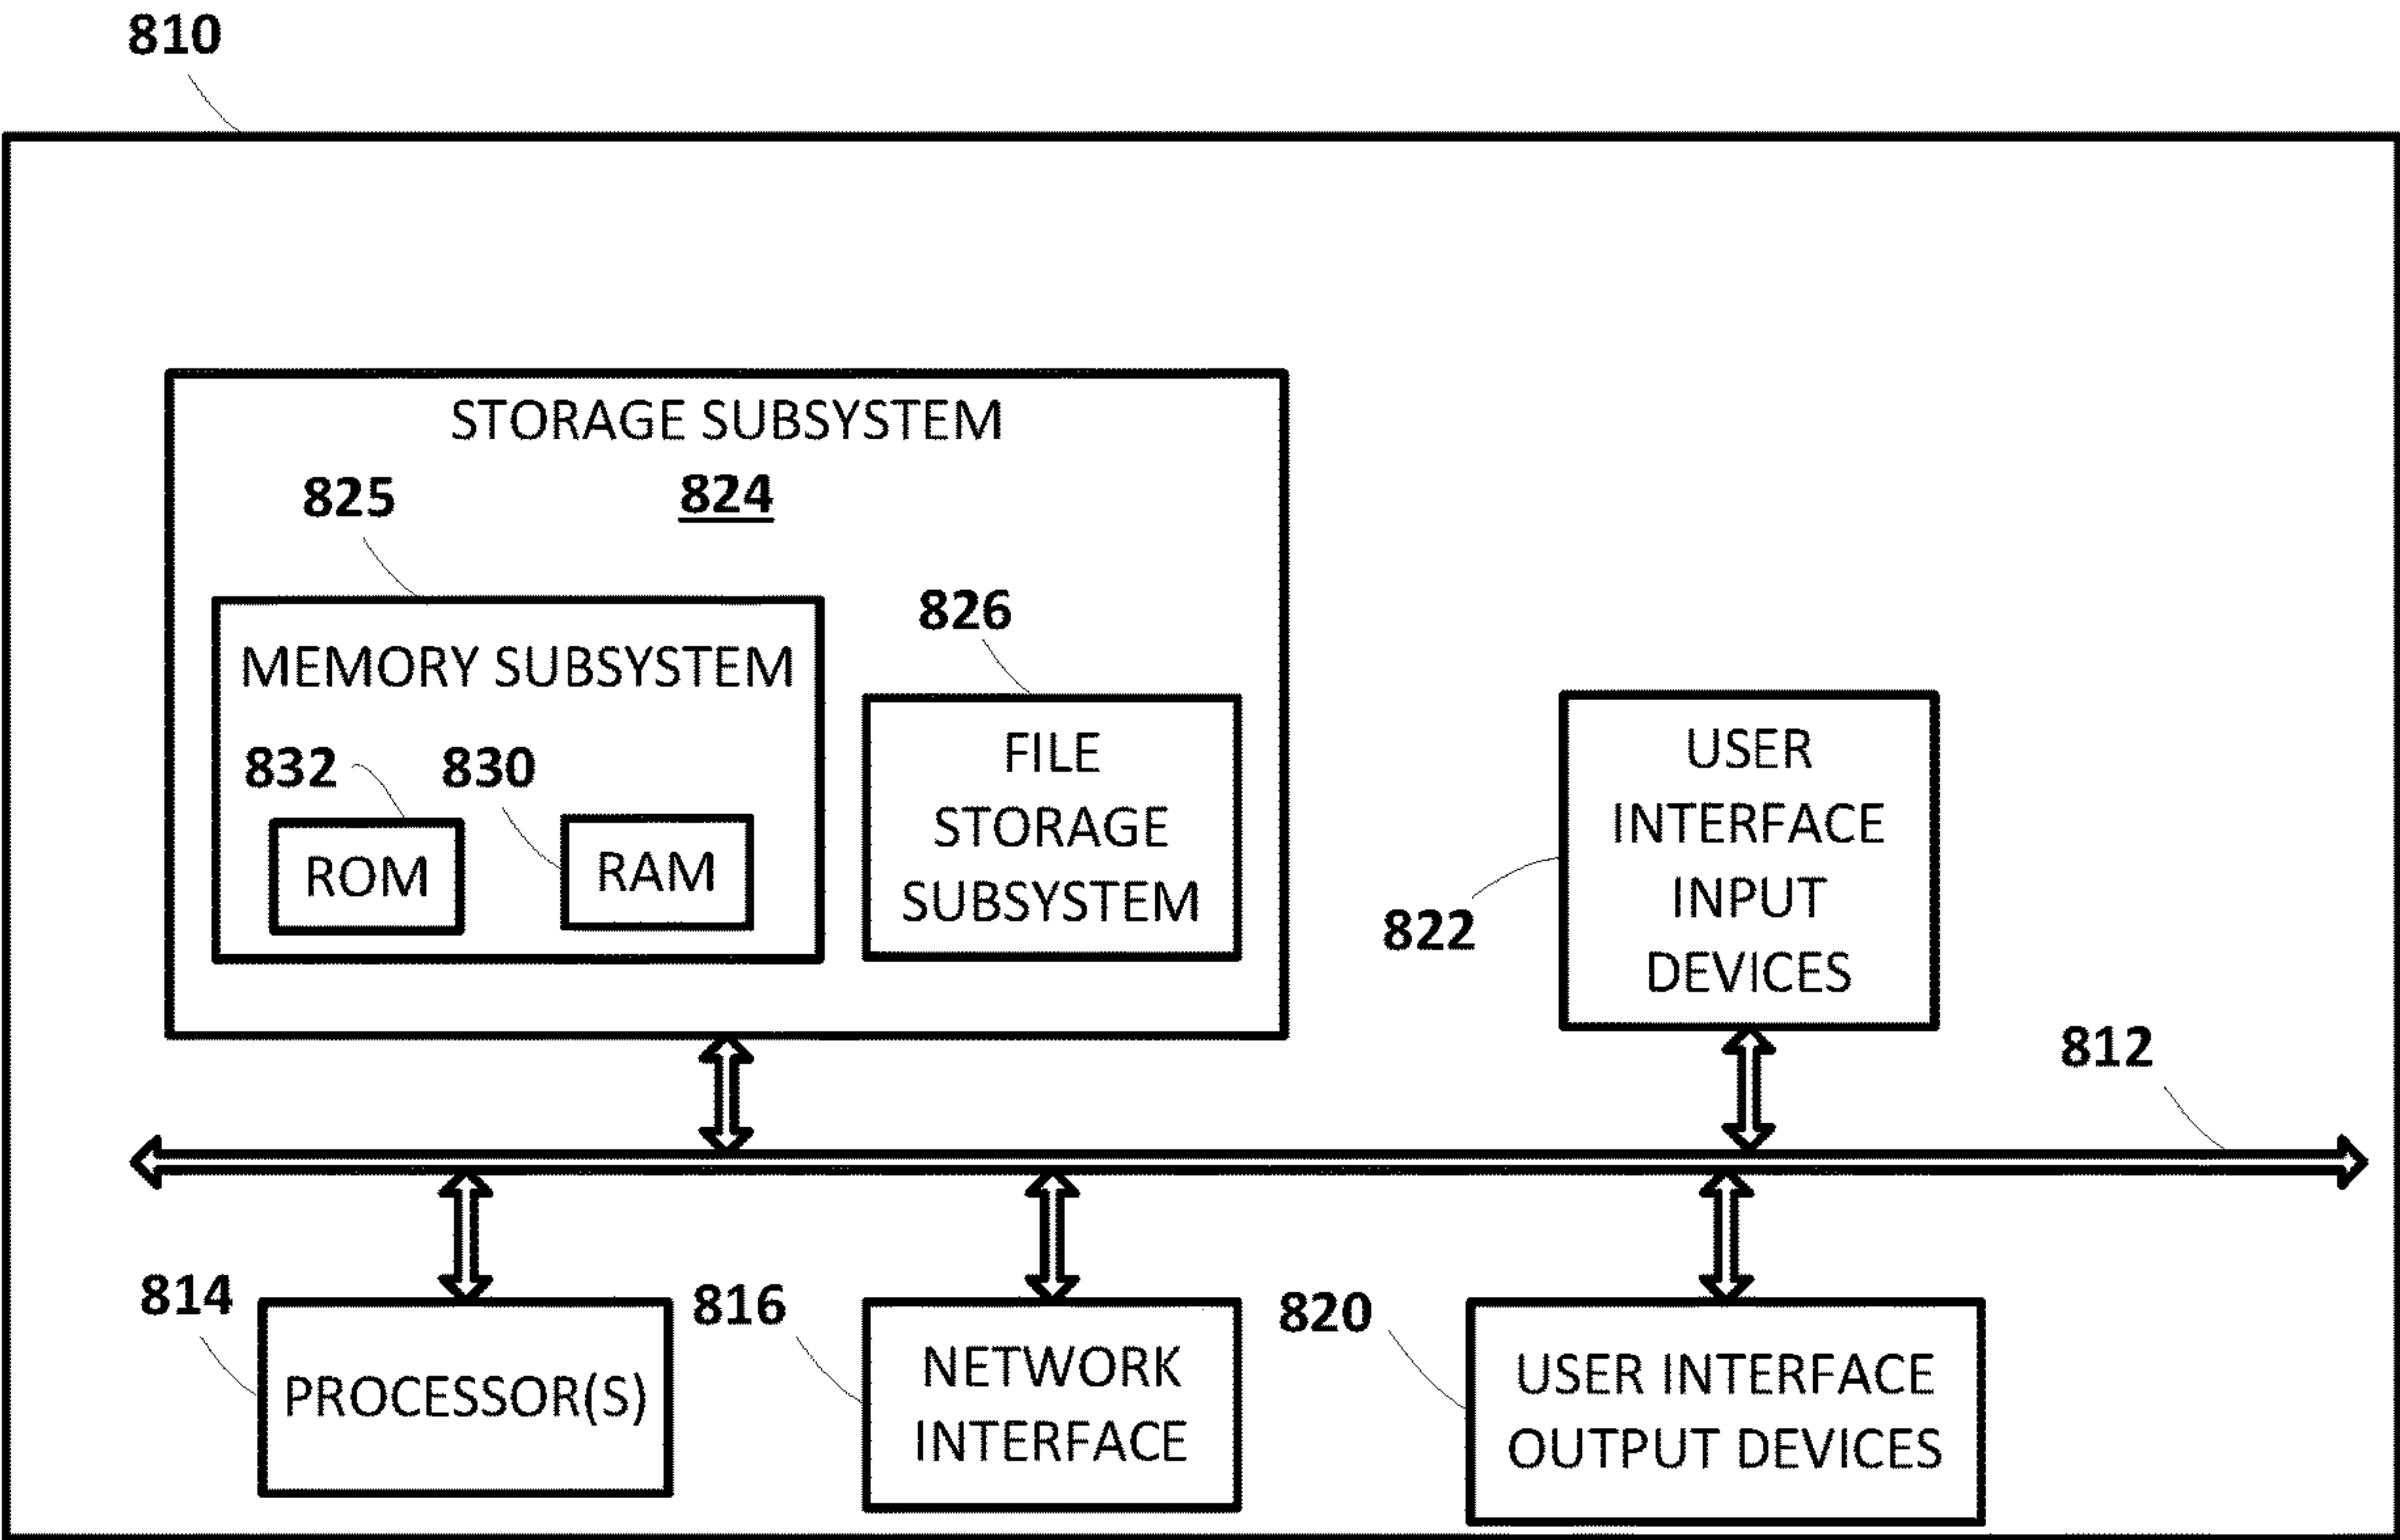 810
STORAGE SUBSYSTEM
825
824
826
MEMORY SUBSYSTEM
832
830
ROM
RAM
FILE
STORAGE
SUBSYSTEM
USER
INTERFACE
INPUT
DEVICES
822
812
814
PROCESSOR(S)
816
NETWORK
INTERFACE
820
USER INTERFACE
OUTPUT DEVICES